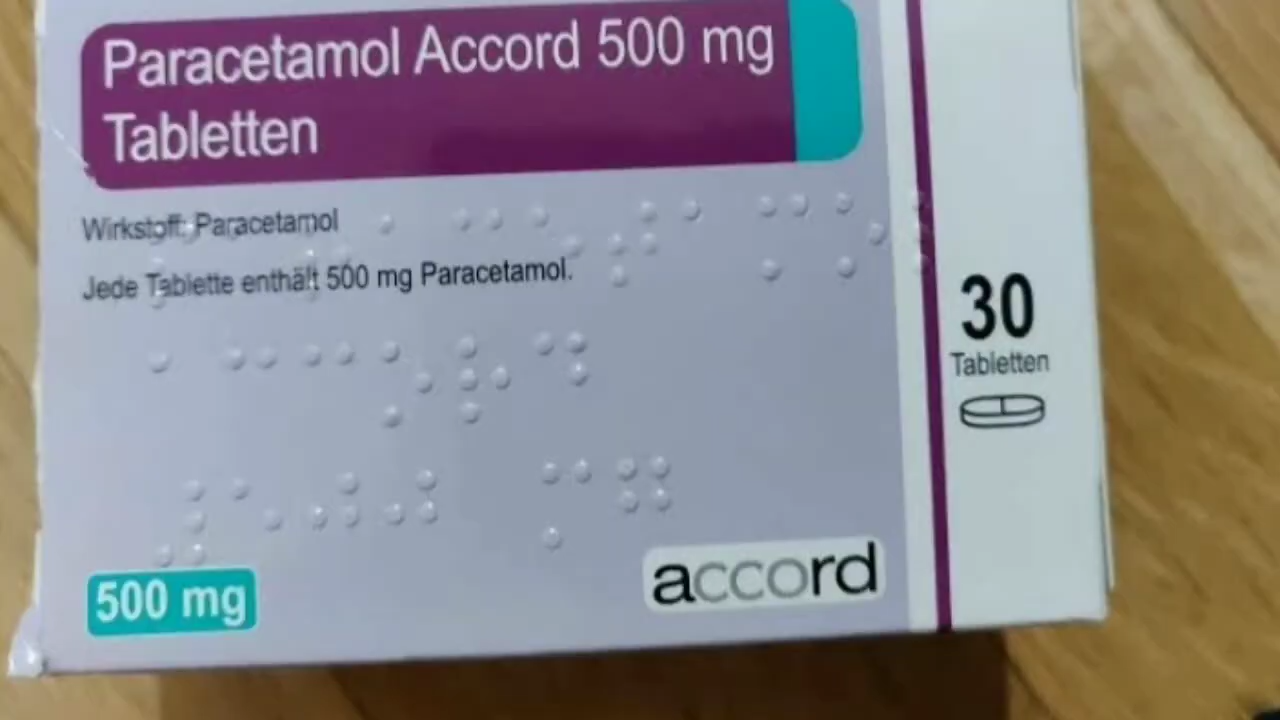 Paracetamol Accord 500 mg
Tabletten
Wirkstoff: Paracetamol
Jede Tablette enthält 500 mg Paracetamol.
30
Tabletten
500 mg
accord